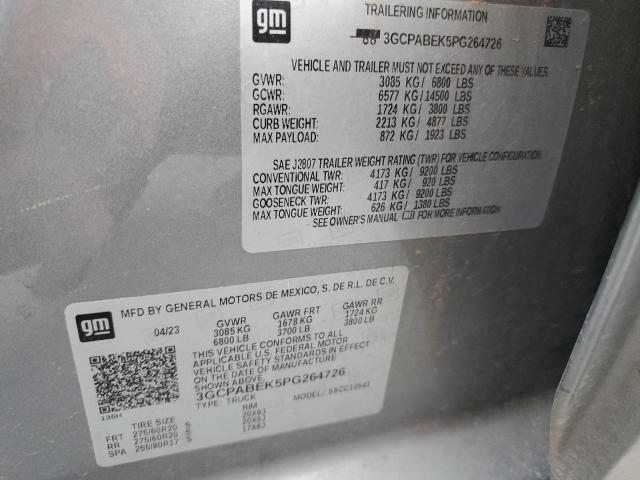 gm
TRAILERING INFORMATION
3GCPABEK5PG264726
VEHICLE AND TRAILER MUST NOT EXCEED ANY OF THESE VALUES.
GVWR: 3085 KG/ 6800 LBS
GCWR: 6577 KG/14500 LBS
RGAWR: 1724 KG/ 3800 LBS
CURB WEIGHT: 2213 KG/ 4877 LBS
MAX PAYLOAD: 872 KG/ 1923 LBS
SAE J2807 TRAILER WEIGHT RATING (TWR) FOR VEHICLE CONFIGURATION.
CONVENTIONAL TWR: 4173 KG/ 9200 LBS
MAX TONGUE WEIGHT: 417 KG/ 920 LBS
GOOSENECK TWR: 4173 KG/ 9200 LBS
MAX TONGUE WEIGHT: 626 KG/ 1380 LBS
SEE OWNER'S MANUAL FOR MORE INFORMATION.
gm
MFD BY GENERAL MOTORS DE MEXICO, S. DE R.L. DE C.V.
04/23 GVWR GAWR FRT GAWR RR
3085 KG 1678 KG 1724 KG
6800 LB 3700 LB 3800 LB
THIS VEHICLE CONFORMS TO ALL
APPLICABLE U.S. FEDERAL MOTOR
VEHICLE SAFETY STANDARDS IN EFFECT
ON THE DATE OF MANUFACTURE
3GCPABEK5PG264726
TYPE: TRUCK MODEL:
TIRE SIZE RIM
FRT 275/60R20 S 20X9J
RR 275/60R20 S 20X9J
SPA 255/80R17 S 17X8J